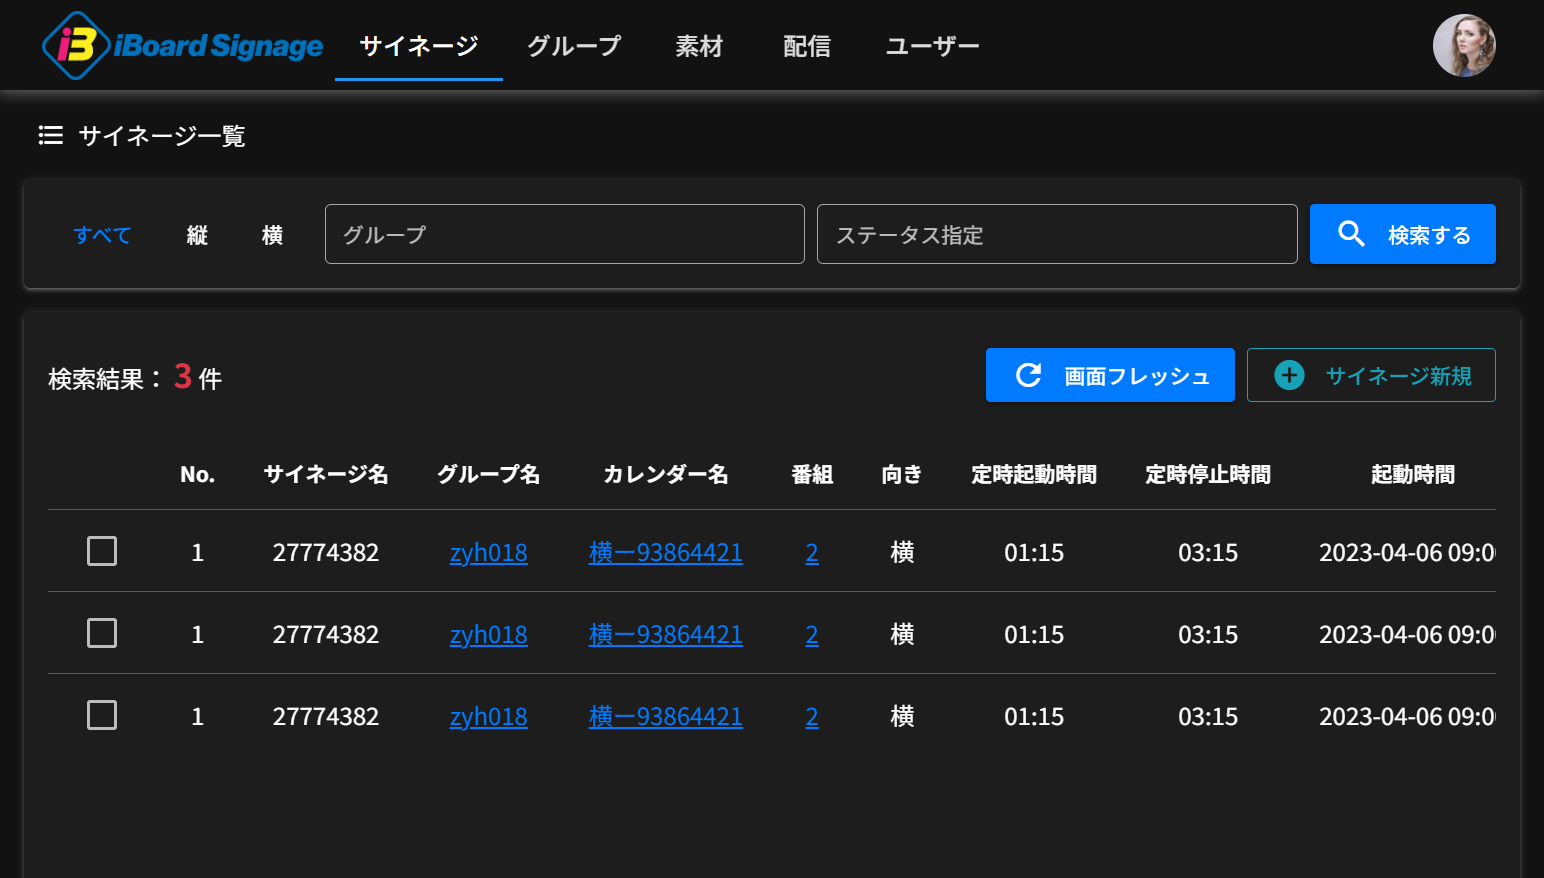 iB iBoard Signage サイネージ グループ 素材 配信 ユーザー
サイネージ一覧
すべて 縦 横 グループ ステータス指定 検索する
検索結果： 3 件 画面フレッシュ サイネージ新規
No. サイネージ名 グループ名 カレンダー名 番組 向き 定時起動時間 定時停止時間 起動時間
1 27774382 zyh018 横ー93864421 2 横 01:15 03:15 2023-04-06 09:0
1 27774382 zyh018 横ー93864421 2 横 01:15 03:15 2023-04-06 09:0
1 27774382 zyh018 横ー93864421 2 横 01:15 03:15 2023-04-06 09:0